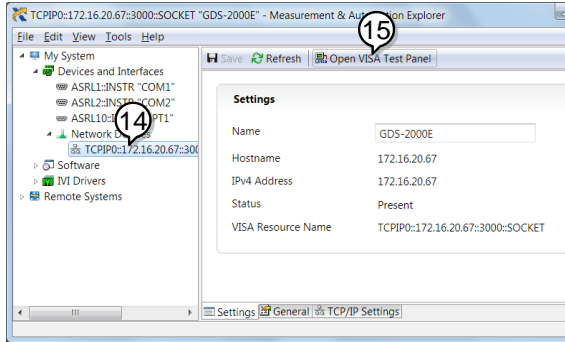 TCPIP0::172.16.20.67::3000::SOCKET "GDS-2000E" - Measurement & Automation Explorer
15
File Edit View Tools Help
My System
Save Refresh Open VISA Test Panel
Devices and Interfaces
ASRL1::INSTR "COM1"
ASRL2::INSTR "COM2"
Settings
ASRL10:: PT1"
14
Network
Name GDS-2000E
TCPIP0::172.16.20.67::300
Hostname 172.16.20.67
Software
IVI Drivers
IPv4 Address 172.16.20.67
Remote Systems
Status Present
VISA Resource Name TCPIP0::172.16.20.67::3000::SOCKET
Settings General TCP/IP Settings